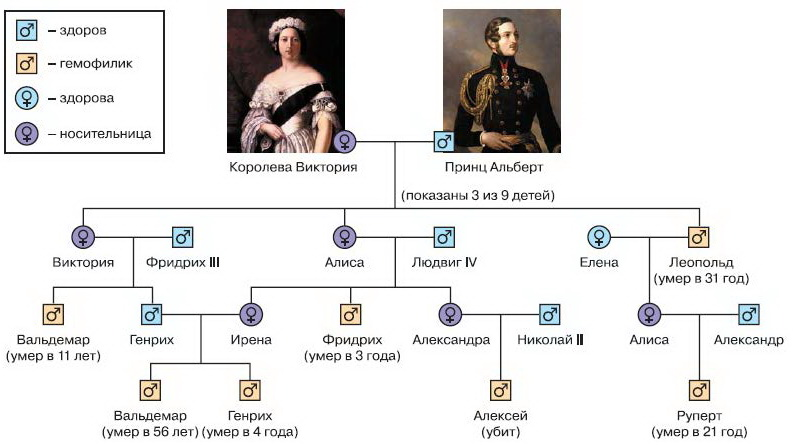 – здоров
– гемофилик
– здорова
– носительница
Королева Виктория
Принц Альберт
(показаны 3 из 9 детей)
Виктория
Фридрих III
Алиса
Людвиг IV
Елена
Леопольд
(умер в 31 год)
Вальдемар
(умер в 11 лет)
Генрих
Ирена
Фридрих
(умер в 3 года)
Александра
Николай II
Алиса
Александр
Вальдемар
(умер в 56 лет)
Генрих
(умер в 4 года)
Алексей
(убит)
Руперт
(умер в 21 год)